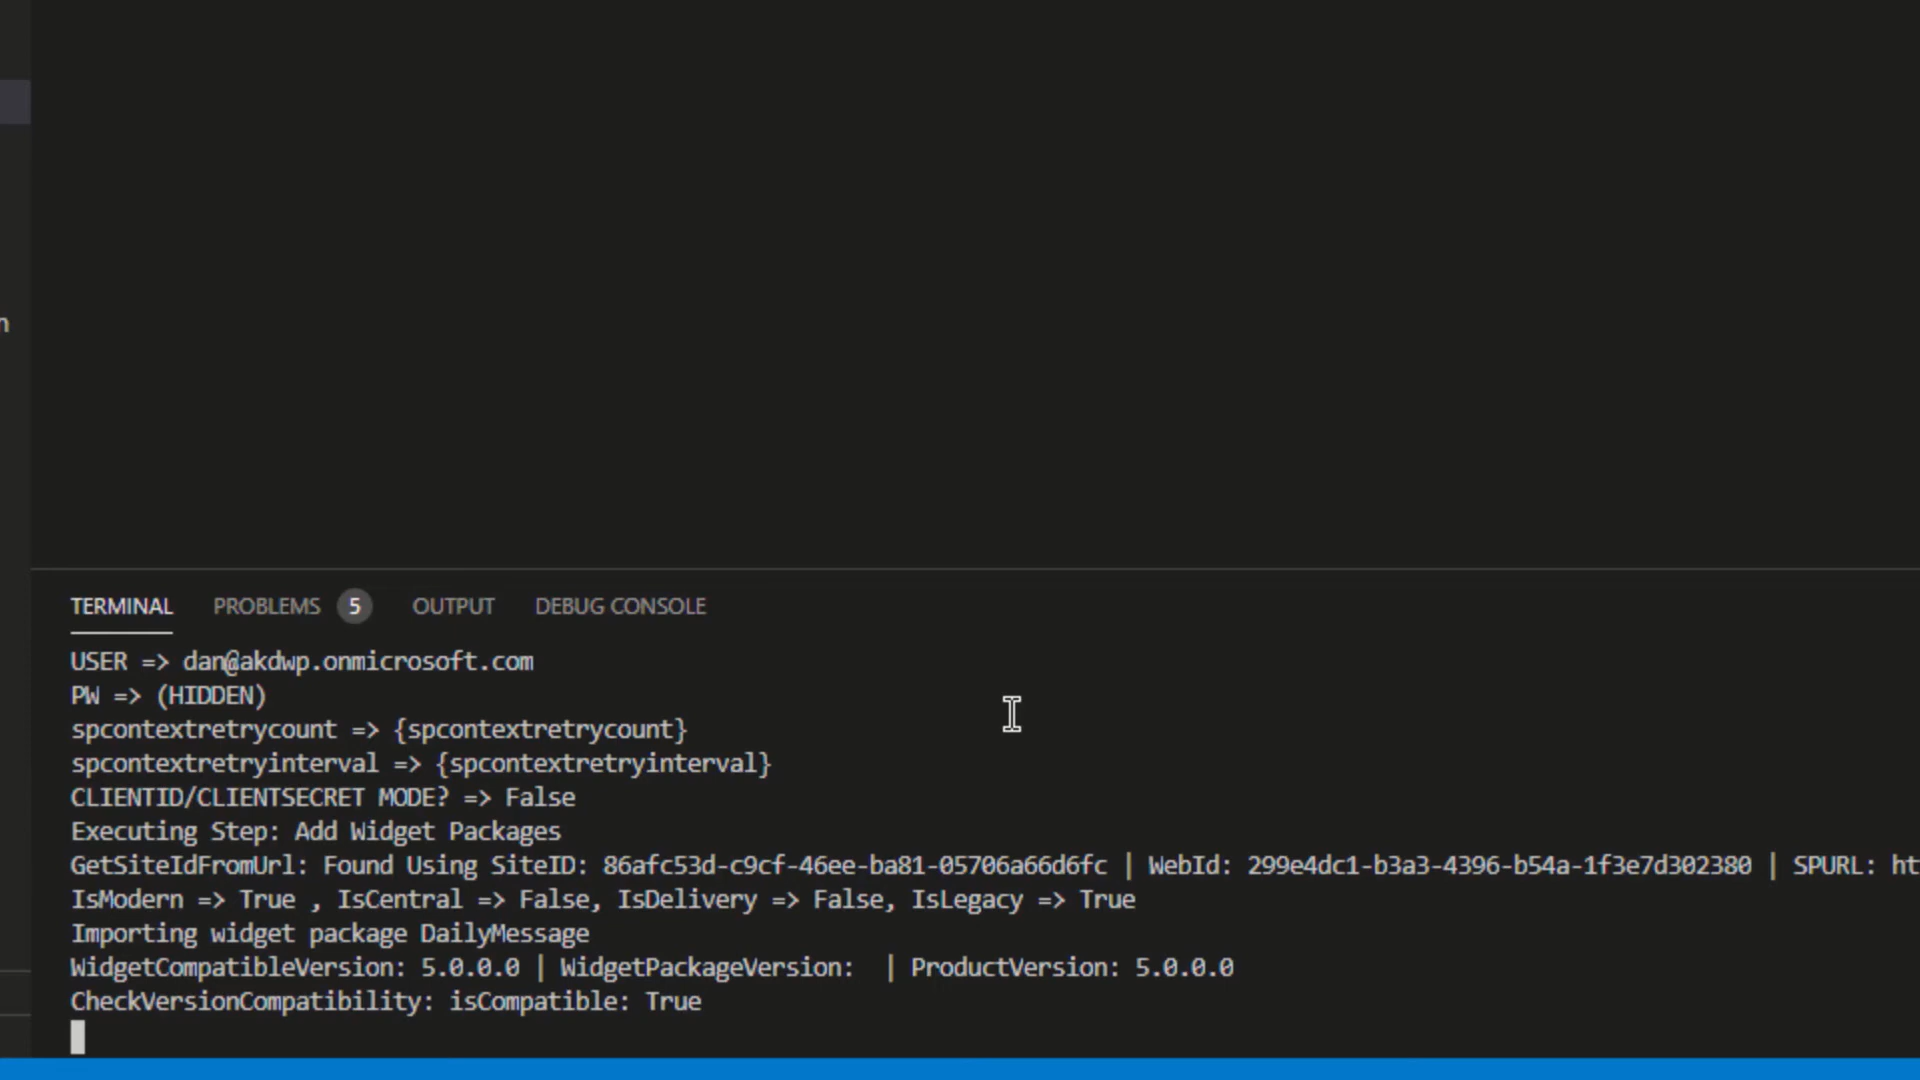 n
TERMINAL PROBLEMS 5 OUTPUT DEBUG CONSOLE
USER => dan@akdwp.onmicrosoft.com
PW => (HIDDEN)
spcontextretrycount => {spcontextretrycount}
spcontextretryinterval => {spcontextretryinterval}
CLIENTID/CLIENTSECRET MODE? => False
Executing Step: Add Widget Packages
GetSiteIdFromUrl: Found Using SiteID: 86afc53d-c9cf-46ee-ba81-05706a66d6fc | WebId: 299e4dc1-b3a3-4396-b54a-1f3e7d302380 | SPURL: ht
IsModern => True , IsCentral => False, IsDelivery => False, IsLegacy => True
Importing widget package DailyMessage
WidgetCompatibleVersion: 5.0.0.0 | WidgetPackageVersion:  | ProductVersion: 5.0.0.0
CheckVersionCompatibility: isCompatible: True